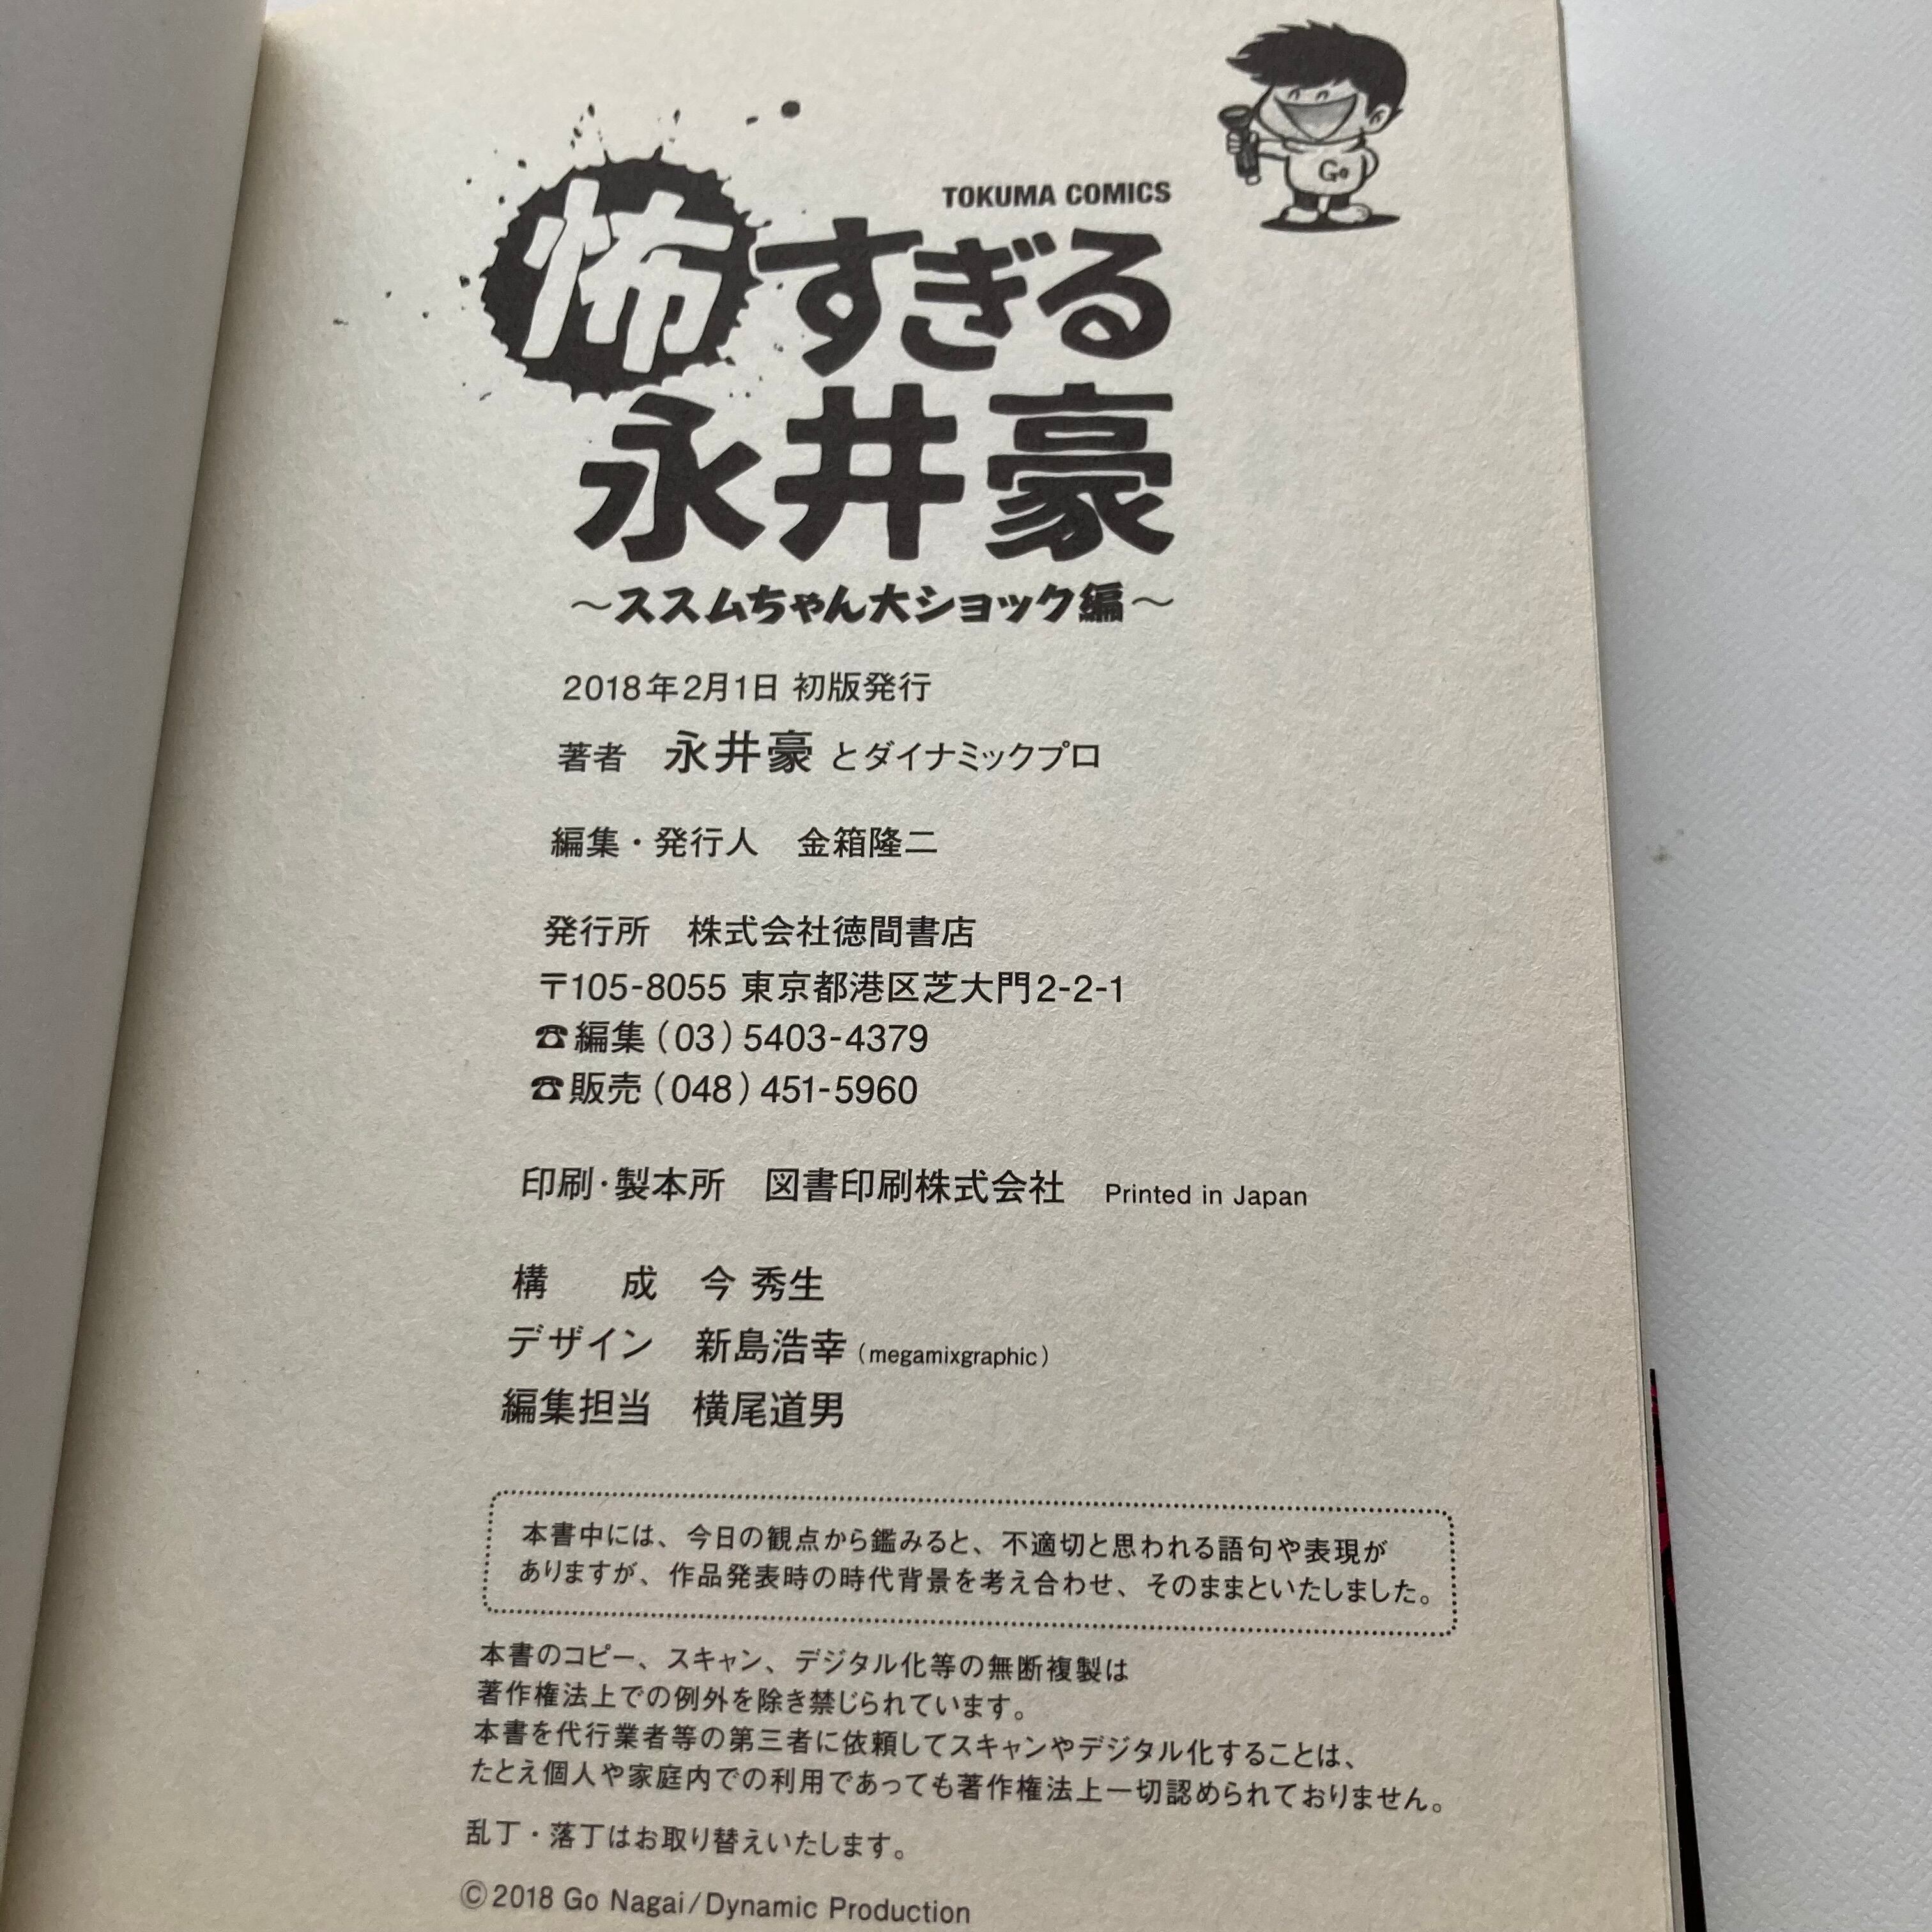 TOKUMA COMICS
怖すぎる
永井豪
～ススムちゃん大ショック編～
Go
2018年2月1日 初版発行
著者 永井豪とダイナミックプロ
編集・発行人 金箱隆二
発行所 株式会社徳間書店
〒105-8055 東京都港区芝大門2-2-1
☎編集(03)5403-4379
☎販売(048)451-5960
印刷・製本所 図書印刷株式会社 Printed in Japan
構成 今 秀生
デザイン 新島浩幸(megamixgraphic)
編集担当 横尾道男
本書中には、今日の観点から鑑みると、不適切と思われる語句や表現が
ありますが、作品発表時の時代背景を考え合わせ、そのままといたしました。
本書のコピー、スキャン、デジタル化等の無断複製は
著作権法上での例外を除き禁じられています。
本書を代行業者等の第三者に依頼してスキャンやデジタル化することは、
たとえ個人や家庭内での利用であっても著作権法上一切認められておりません。
乱丁・落丁はお取り替えいたします。
©2018 Go Nagai/Dynamic Production